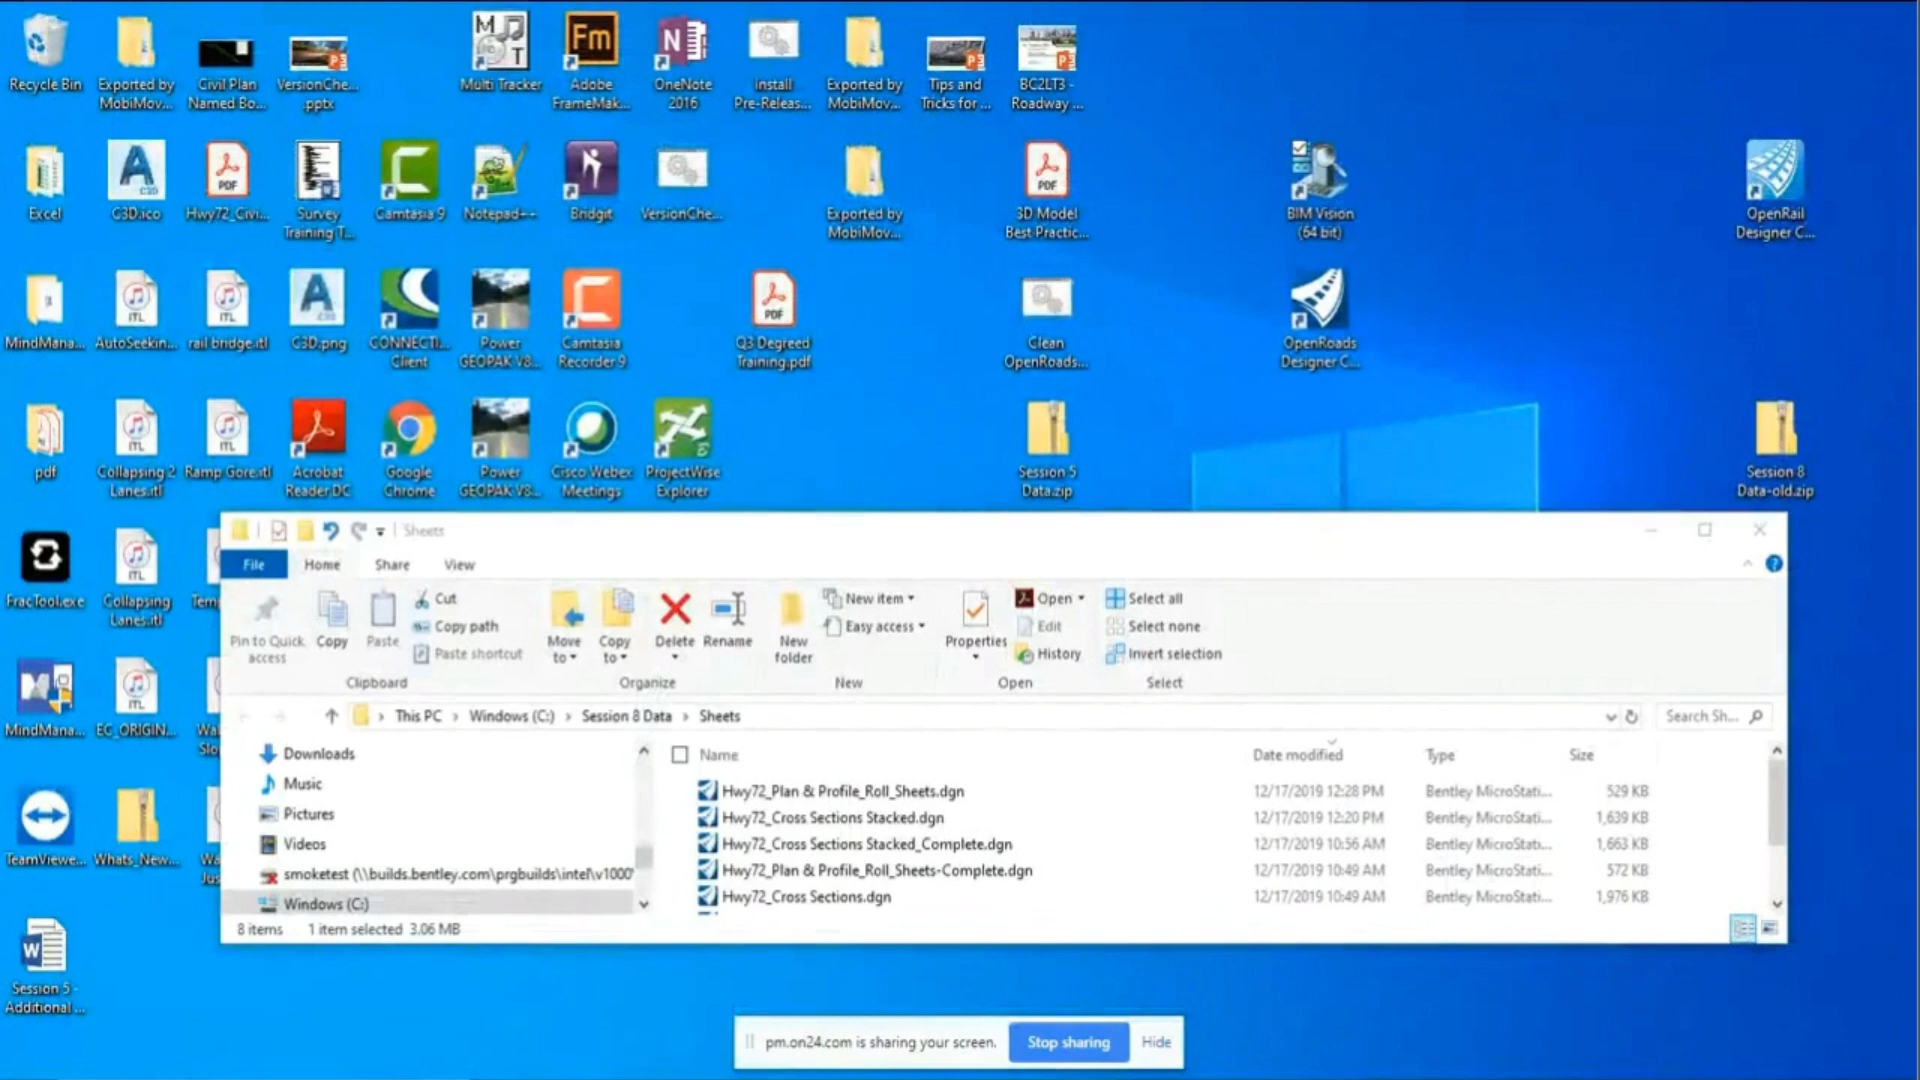 Recycle Bin
Exported by
MobiMov...
Civil Plan
Named Bo...
VersionChe...
.pptx
Multi Tracker
Adobe
FrameMak...
OneNote
2016
Install
Pre-Releas...
Exported by
MobiMov...
Tips and
Tricks for ...
BC2LT3 -
Roadway ...
Excel
C3D.ico
Hwy72_Civi...
Survey
Training T...
Camtasia 9
Notepad++
Bridgit
VersionChe...
Exported by
MobiMov...
3D Model
Best Practic...
BIM Vision
(64 bit)
OpenRail
Designer C...
MindMana...
AutoSeekin...
rail bridge.itl
C3D.png
CONNECTI...
Client
Power
GEOPAK V8...
Camtasia
Recorder 9
Q3 Degreed
Training.pdf
Clean
OpenRoads...
OpenRoads
Designer C...
pdf
Collapsing 2
Lanes.itl
Ramp Gore.itl
Acrobat
Reader DC
Google
Chrome
Power
GEOPAK V8...
Cisco Webex
Meetings
ProjectWise
Explorer
Session 5
Data.zip
Session 8
Data-old.zip
FracTool.exe
Collapsing
Lanes.itl
MindMana...
EC_ORIGIN...
TeamViewe...
Whats_New...
Session 5 -
Additional ...
Sheets
File Home Share View
Pin to Quick
access
Copy
Paste
Cut
Copy path
Paste shortcut
Clipboard
Move
to
Copy
to
Delete
Rename
Organize
New
folder
New item
Easy access
New
Properties
Open
Edit
History
Open
Select all
Select none
Invert selection
Select
This PC > Windows (C:) > Session 8 Data > Sheets
Search Sh...
Downloads
Music
Pictures
Videos
smoketest (\\builds.bentley.com\prgbuilds\intel\v1000
Windows (C:)
Name Date modified Type Size
Hwy72_Plan & Profile_Roll_Sheets.dgn 12/17/2019 12:28 PM Bentley MicroStati... 529 KB
Hwy72_Cross Sections Stacked.dgn 12/17/2019 12:20 PM Bentley MicroStati... 1,639 KB
Hwy72_Cross Sections Stacked_Complete.dgn 12/17/2019 10:56 AM Bentley MicroStati... 1,663 KB
Hwy72_Plan & Profile_Roll_Sheets-Complete.dgn 12/17/2019 10:49 AM Bentley MicroStati... 572 KB
Hwy72_Cross Sections.dgn 12/17/2019 10:49 AM Bentley MicroStati... 1,976 KB
8 items 1 item selected 3.06 MB
pm.on24.com is sharing your screen. Stop sharing Hide